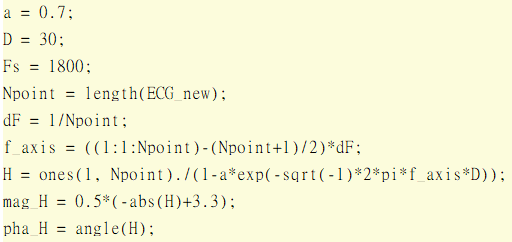 a = 0.7;
D = 30;
Fs = 1800;
Npoint = length(ECG_new);
dF = 1/Npoint;
f_axis = ((1:1:Npoint)-(Npoint+1)/2)*dF;
H = ones(1, Npoint)./(1-a*exp(-sqrt(-1)*2*pi*f_axis*D));
mag_H = 0.5*(-abs(H)+3.3);
pha_H = angle(H);